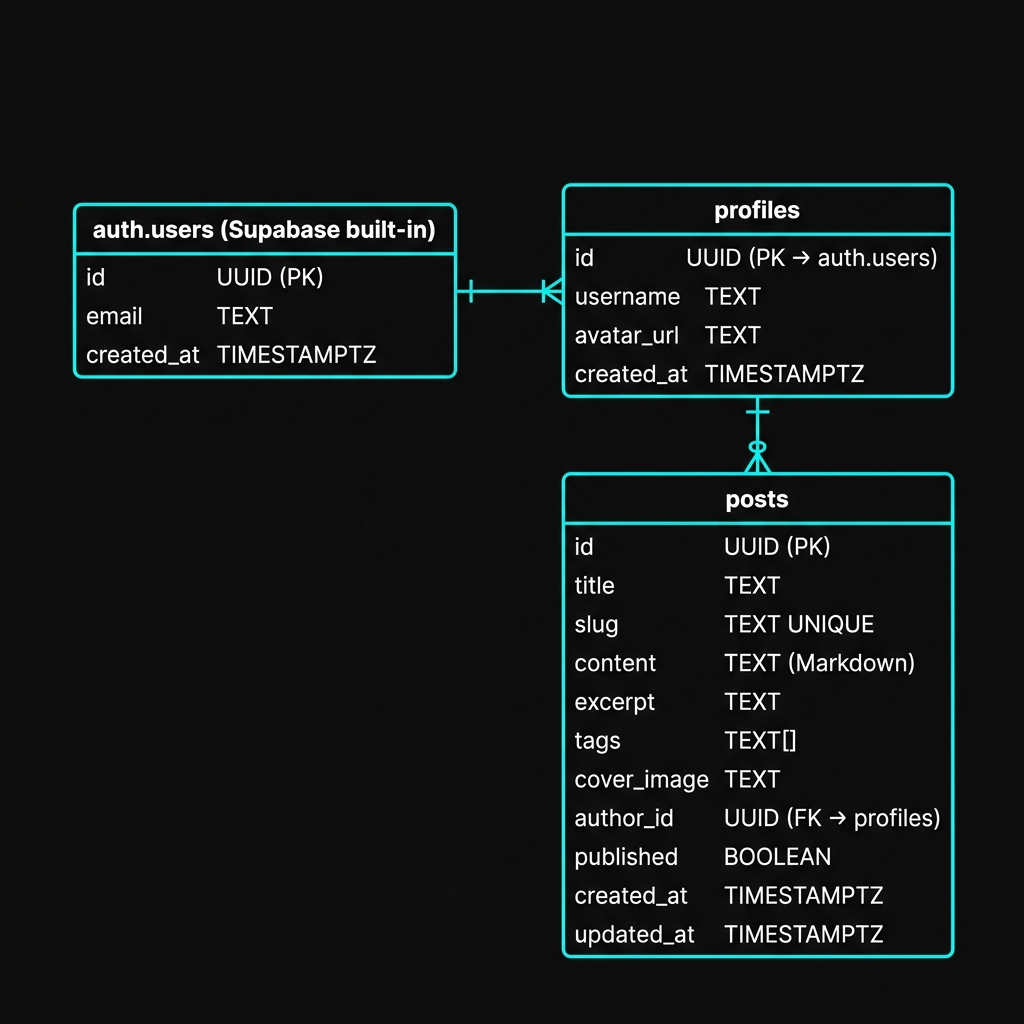 auth.users (Supabase built-in)
id UUID (PK)
email TEXT
created_at TIMESTAMPTZ
profiles
id UUID (PK → auth.users)
username TEXT
avatar_url TEXT
created_at TIMESTAMPTZ
posts
id UUID (PK)
title TEXT
slug TEXT UNIQUE
content TEXT (Markdown)
excerpt TEXT
tags TEXT[]
cover_image TEXT
author_id UUID (FK → profiles)
published BOOLEAN
created_at TIMESTAMPTZ
updated_at TIMESTAMPTZ